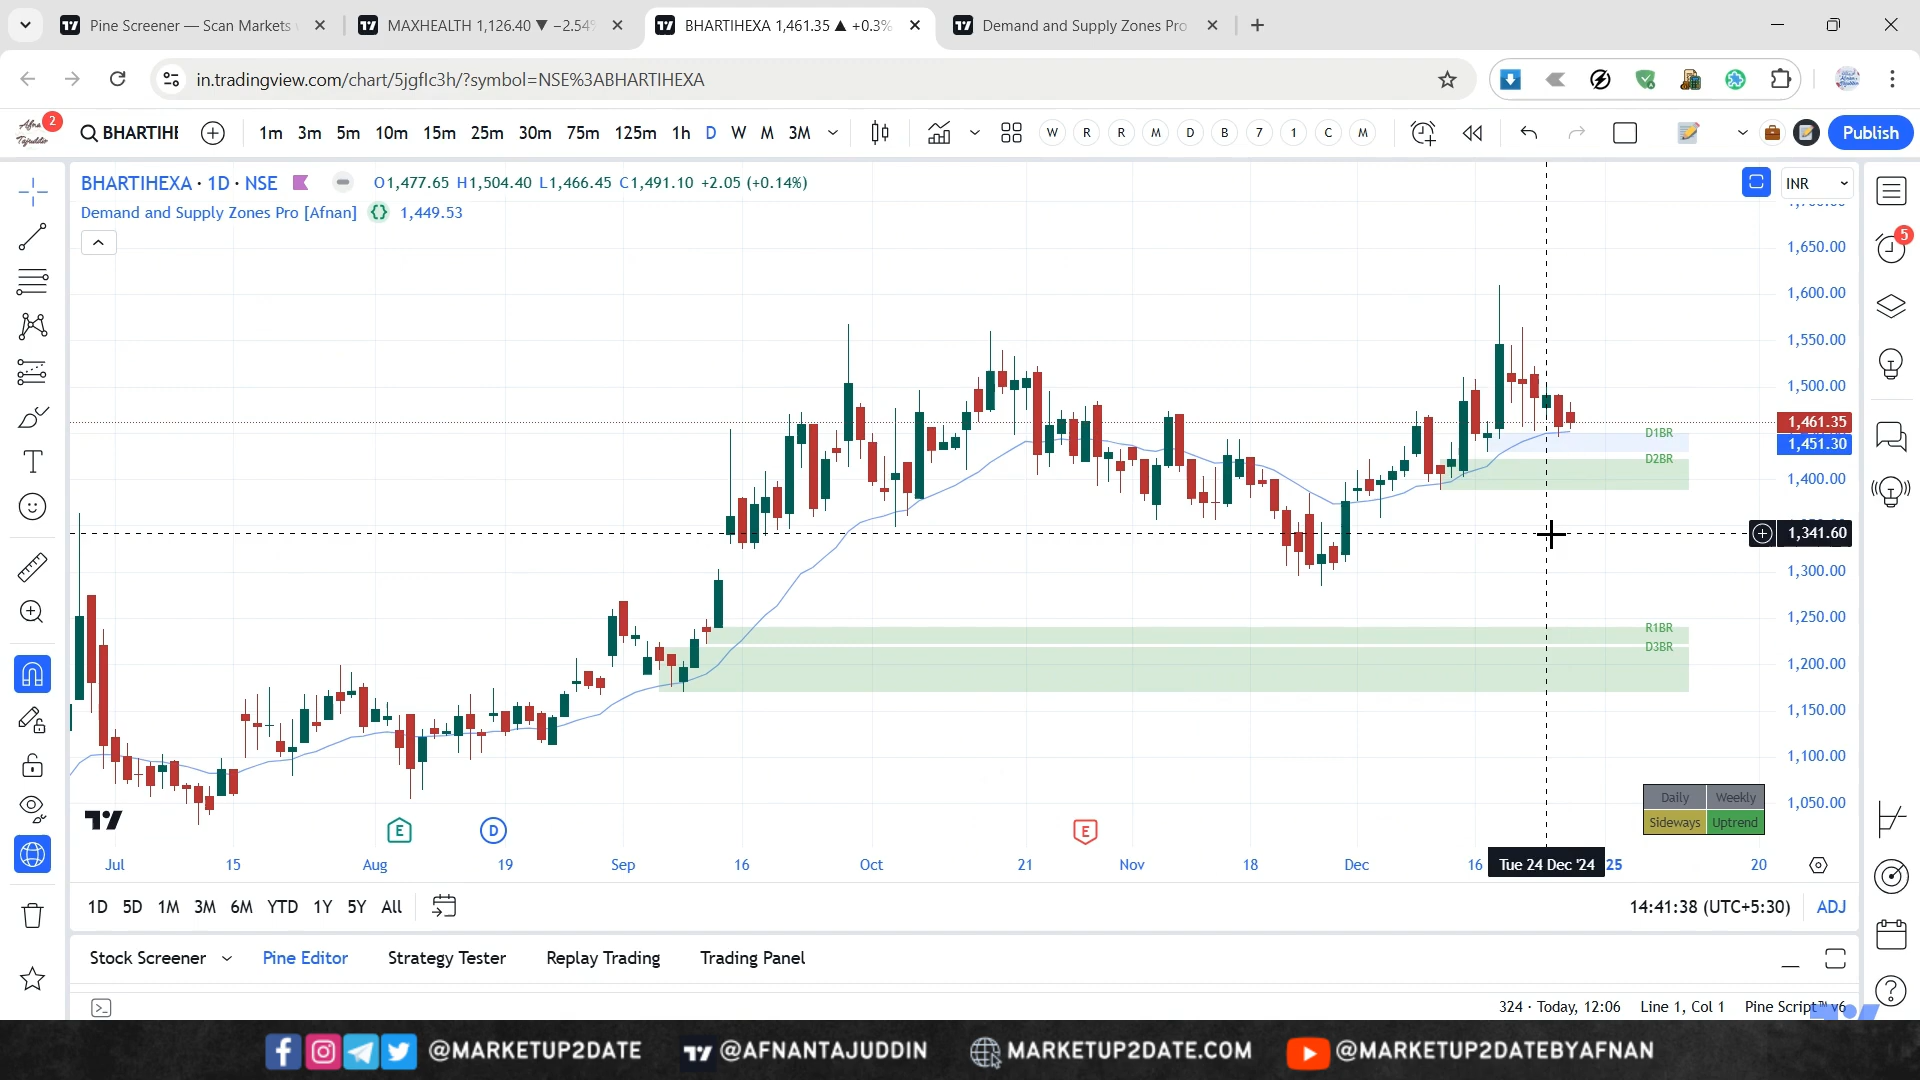 Pine Screener — Scan Markets
MAXHEALTH 1,126.40 ▼ −2.54%
BHARTIHEXA 1,461.35 ▲ +0.3%
Demand and Supply Zones Pro
in.tradingview.com/chart/5jgflc3h/?symbol=NSE%3ABHARTIHEXA
2
BHARTIHE
1m 3m 5m 10m 15m 25m 30m 75m 125m 1h D W M 3M
W R R M D B 7 1 C M
Publish
BHARTIHEXA · 1D · NSE O1,477.65 H1,504.40 L1,466.45 C1,491.10 +2.05 (+0.14%)
INR
Demand and Supply Zones Pro [Afnan] {} 1,449.53
5
1,650.00
1,600.00
1,550.00
1,500.00
1,461.35
D1BR
1,451.30
D2BR
1,400.00
1,341.60
1,300.00
1,250.00
R1BR
D3BR
1,200.00
1,150.00
1,100.00
Daily Weekly
1,050.00
Sideways Uptrend
E D E
Jul 15 Aug 19 Sep 16 Oct 21 Nov 18 Dec 16 Tue 24 Dec '24 25 20
1D 5D 1M 3M 6M YTD 1Y 5Y All
14:41:38 (UTC+5:30) ADJ
Stock Screener Pine Editor Strategy Tester Replay Trading Trading Panel
324 · Today, 12:06 Line 1, Col 1 Pine Script™ v6
@MARKETUP2DATE @AFNANTAJUDDIN MARKETUP2DATE.COM @MARKETUP2DATEBYAFNAN